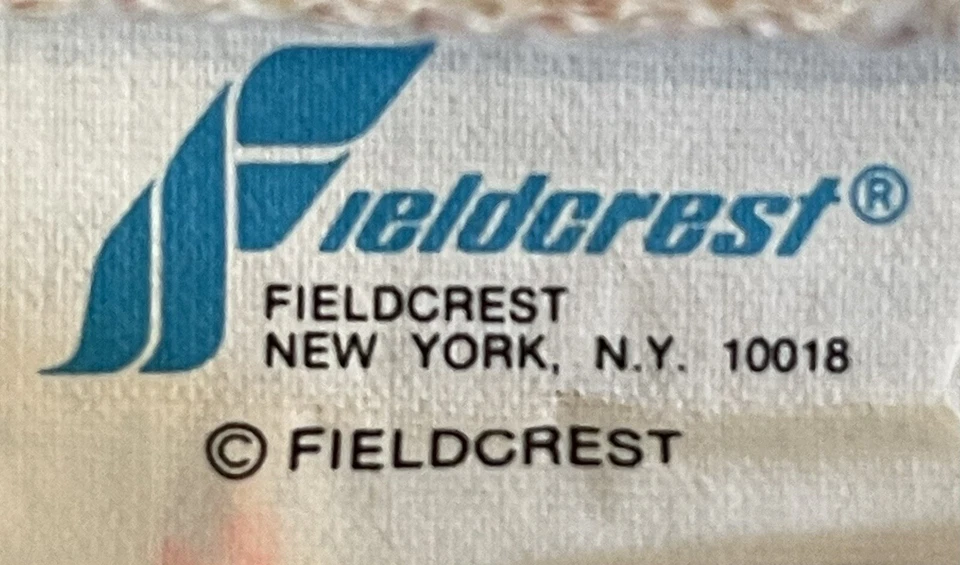 Fieldcrest®
FIELDCREST
NEW YORK, N.Y. 10018
© FIELDCREST